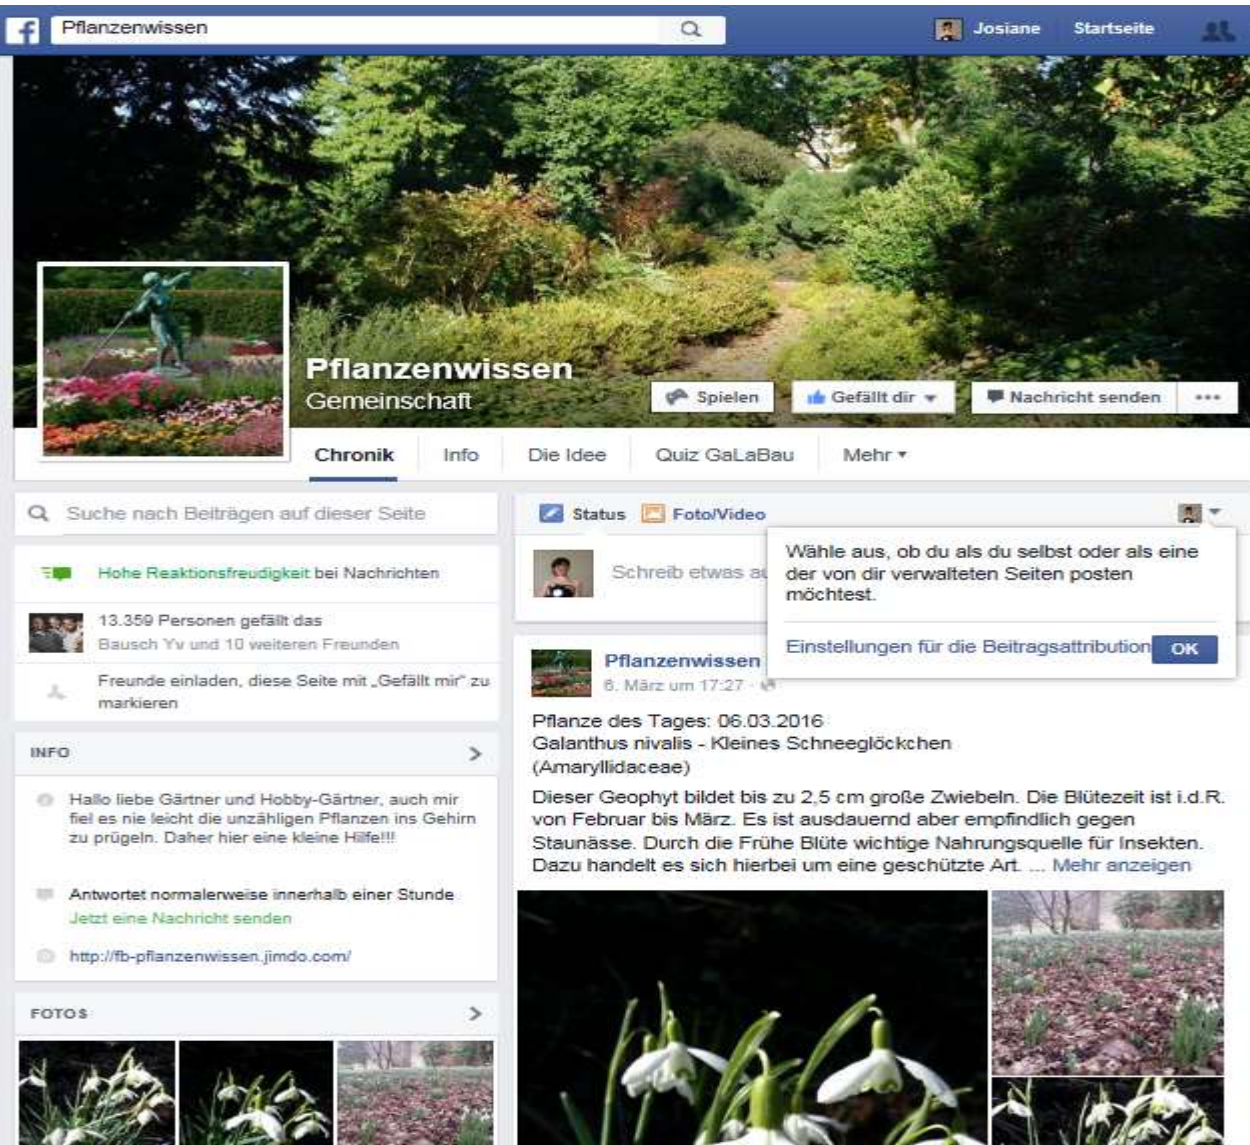 f
Pflanzenwissen
Josiane
Startseite
Pflanzenwissen
Gemeinschaft
Spielen
Gefällt dir
Nachricht senden
Chronik
Info
Die Idee
Quiz GaLaBau
Mehr
Suche nach Beiträgen auf dieser Seite
Hohe Reaktionsfreudigkeit bei Nachrichten
13.359 Personen gefällt das
Bausch Yv und 10 weiteren Freunden
Freunde einladen, diese Seite mit „Gefällt mir“ zu
markieren
INFO
Hallo liebe Gärtner und Hobby-Gärtner, auch mir
fiel es nie leicht die unzähligen Pflanzen ins Gehirn
zu prügeln. Daher hier eine kleine Hilfe!!!
Antwortet normalerweise innerhalb einer Stunde
Jetzt eine Nachricht senden
http://fb-pflanzenwissen.jimdo.com/
FOTOS
Status
Foto/Video
Schreib etwas
Wähle aus, ob du als du selbst oder als eine
der von dir verwalteten Seiten posten
möchtest.
Einstellungen für die Beitragsattribution
OK
Pflanzenwissen
6. März um 17:27 ·
Pflanze des Tages: 06.03.2016
Galanthus nivalis - Kleines Schneeglöckchen
(Amaryllidaceae)
Dieser Geophyt bildet bis zu 2,5 cm große Zwiebeln. Die Blütezeit ist i.d.R.
von Februar bis März. Es ist ausdauernd aber empfindlich gegen
Staunässe. Durch die Frühe Blüte wichtige Nahrungsquelle für Insekten.
Dazu handelt es sich hierbei um eine geschützte Art. ... Mehr anzeigen